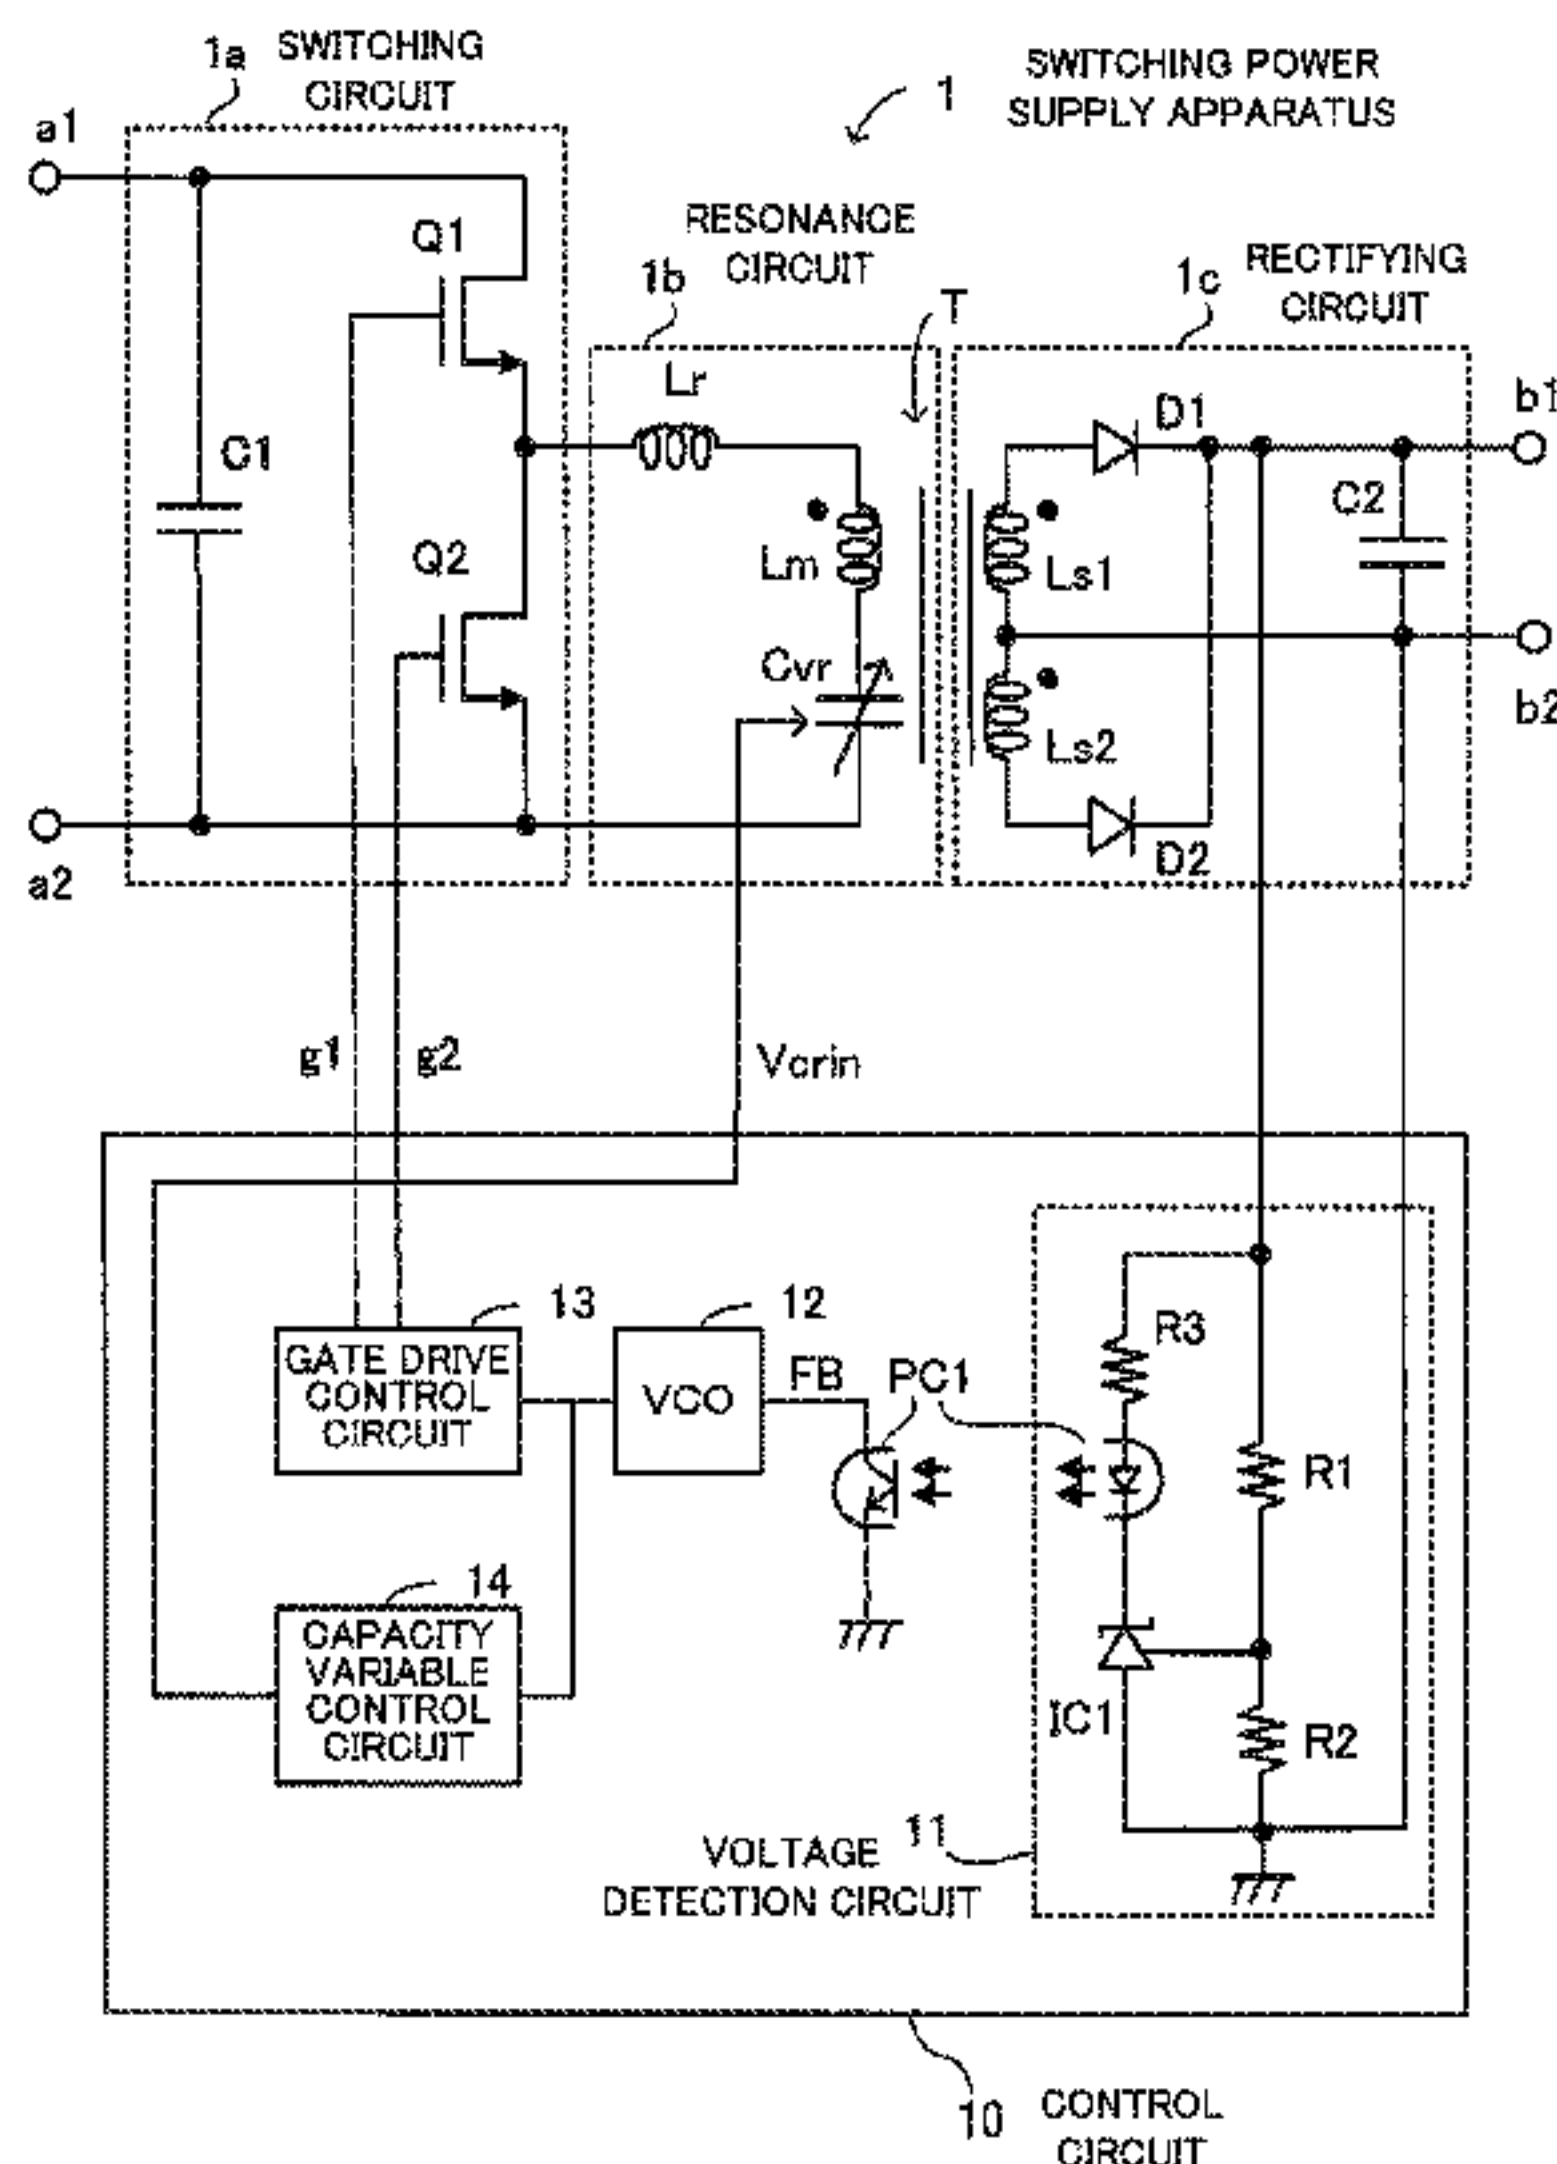 SWITCHING
CIRCUIT
1a
SWITCHING POWER
SUPPLY APPARATUS
1
a1
Q1
RESONANCE
CIRCUIT
1b
T
RECTIFYING
CIRCUIT
1c
Lr
D1
b1
C1
C2
Q2
Lm
Ls1
Cvr
b2
Ls2
D2
a2
g1
g2
Vcrin
13
12
R3
GATE DRIVE
CONTROL
CIRCUIT
VCO
FB
PC1
R1
14
CAPACITY
VARIABLE
CONTROL
CIRCUIT
IC1
R2
11
VOLTAGE
DETECTION CIRCUIT
10
CONTROL
CIRCUIT